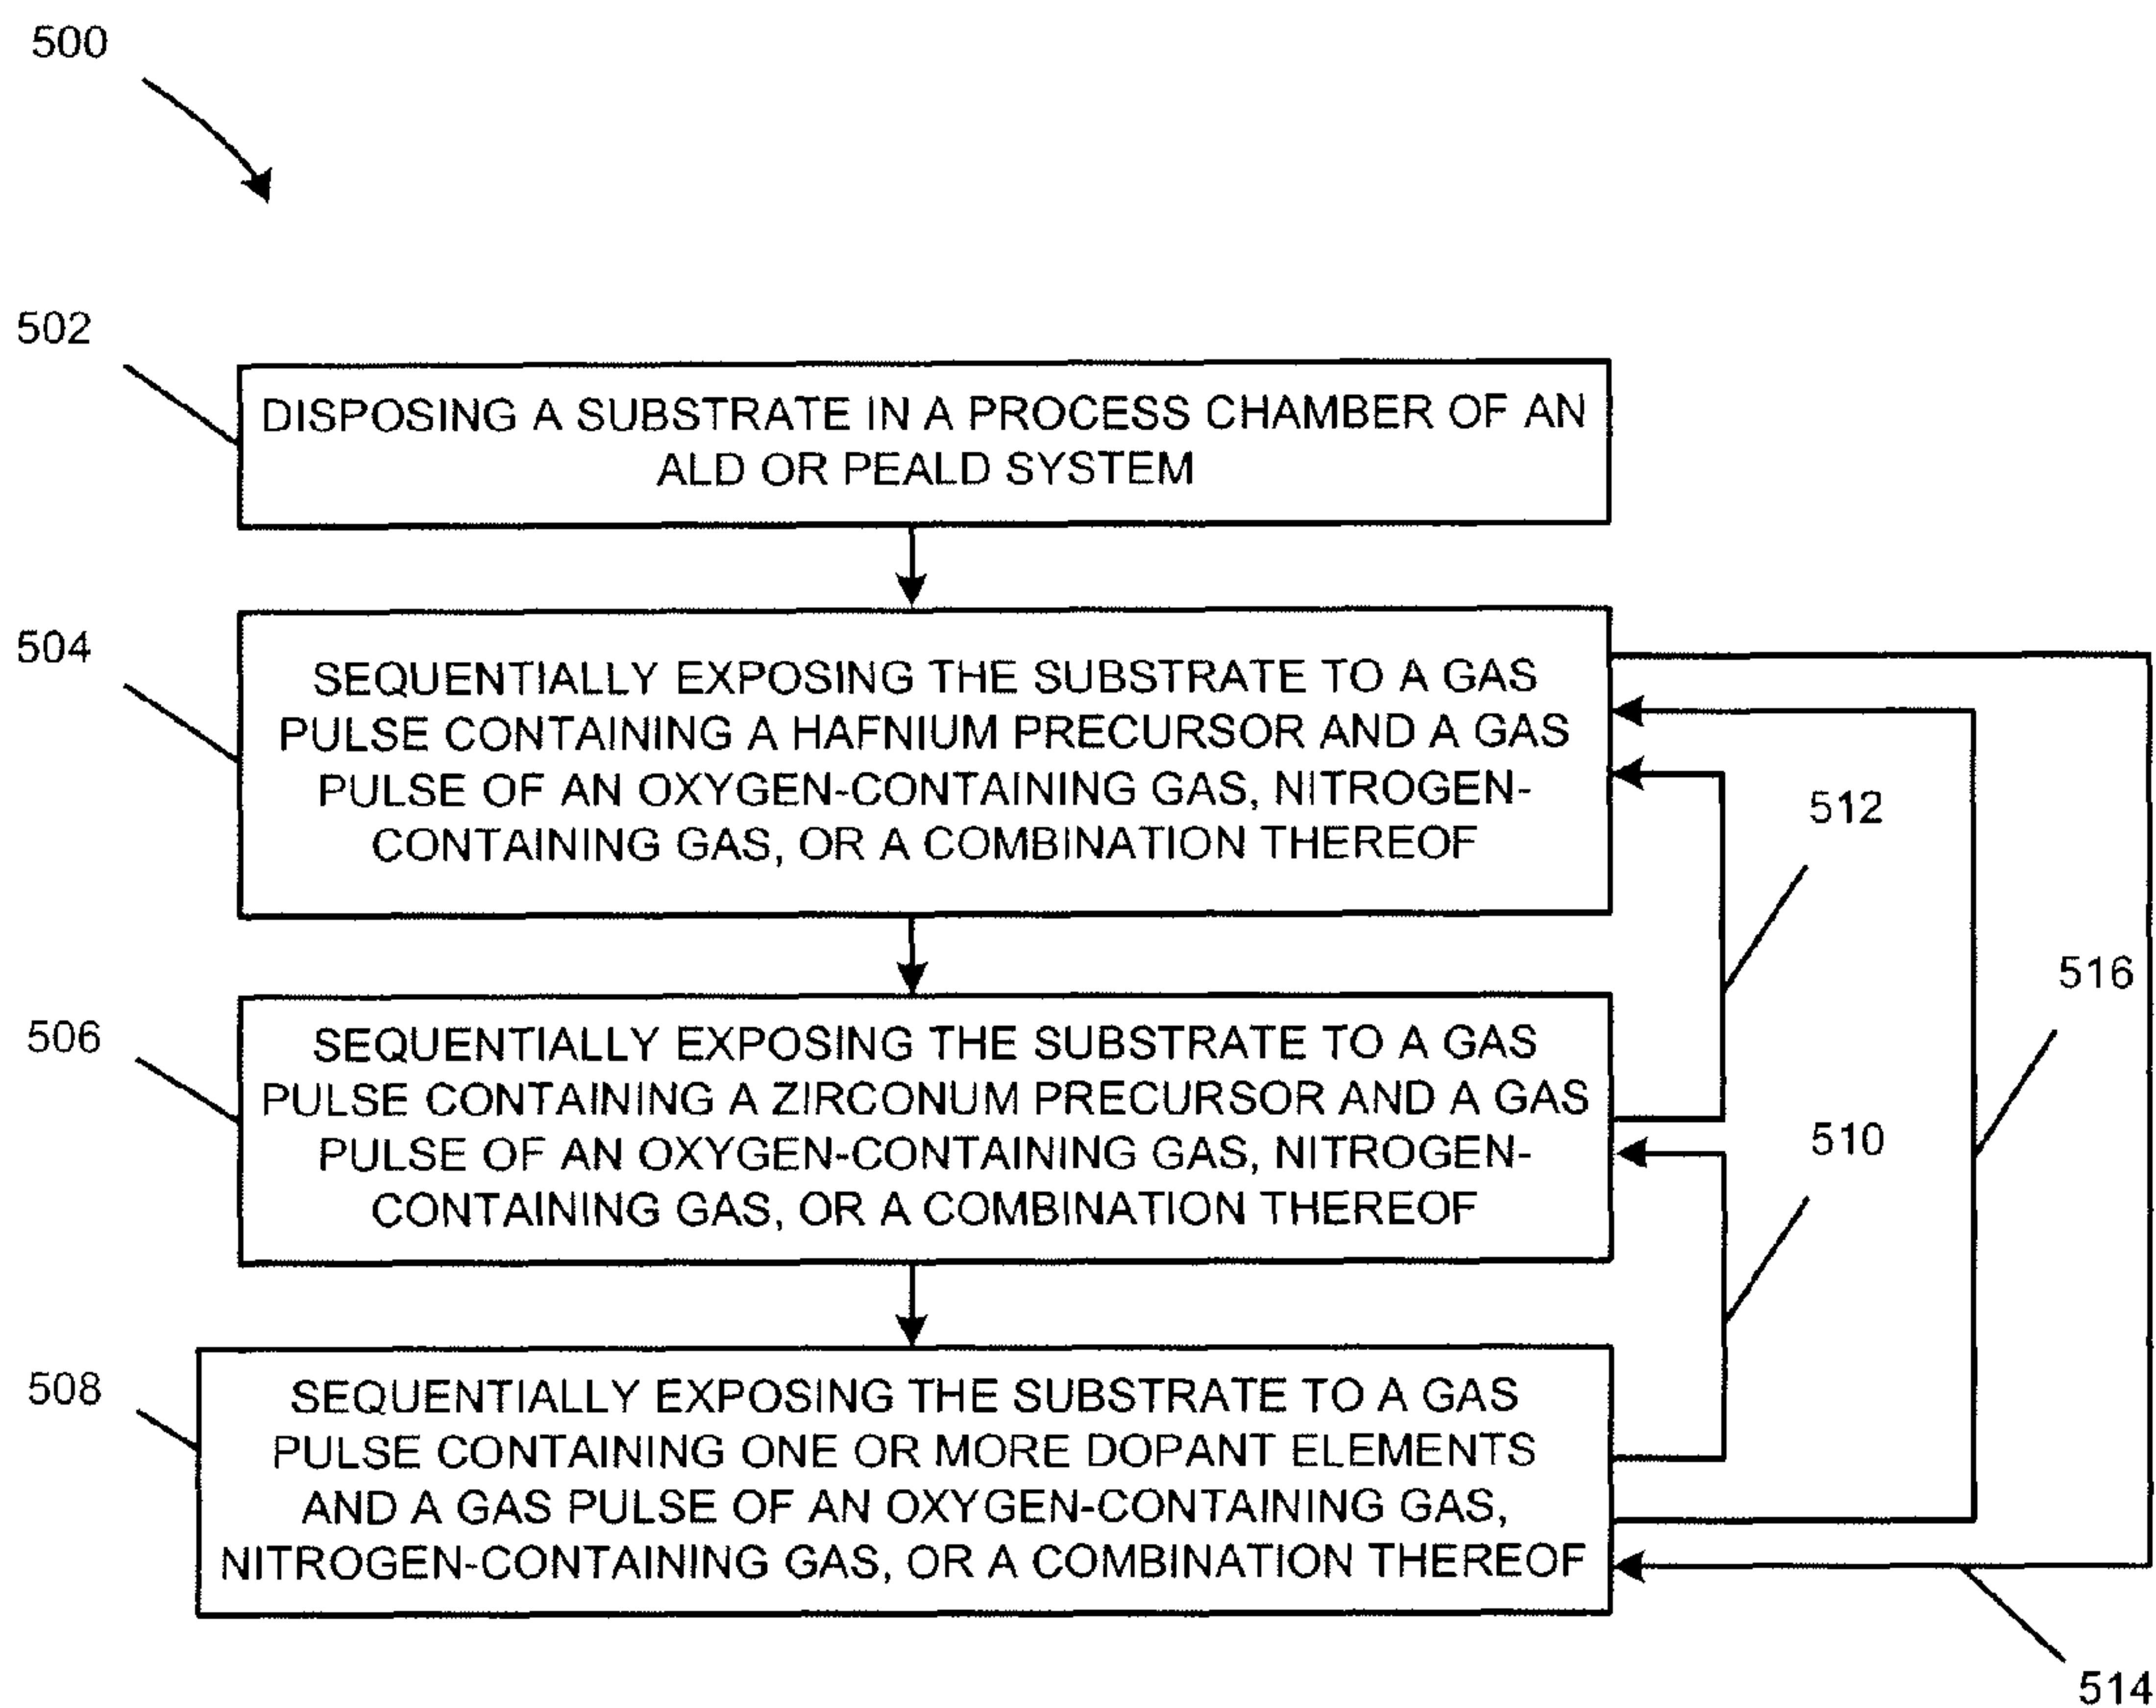 500
502
DISPOSING A SUBSTRATE IN A PROCESS CHAMBER OF AN
ALD OR PEALD SYSTEM
504
SEQUENTIALLY EXPOSING THE SUBSTRATE TO A GAS
PULSE CONTAINING A HAFNIUM PRECURSOR AND A GAS
PULSE OF AN OXYGEN-CONTAINING GAS, NITROGEN-
CONTAINING GAS, OR A COMBINATION THEREOF
512
516
506
SEQUENTIALLY EXPOSING THE SUBSTRATE TO A GAS
PULSE CONTAINING A ZIRCONUM PRECURSOR AND A GAS
PULSE OF AN OXYGEN-CONTAINING GAS, NITROGEN-
CONTAINING GAS, OR A COMBINATION THEREOF
510
508
SEQUENTIALLY EXPOSING THE SUBSTRATE TO A GAS
PULSE CONTAINING ONE OR MORE DOPANT ELEMENTS
AND A GAS PULSE OF AN OXYGEN-CONTAINING GAS,
NITROGEN-CONTAINING GAS, OR A COMBINATION THEREOF
514